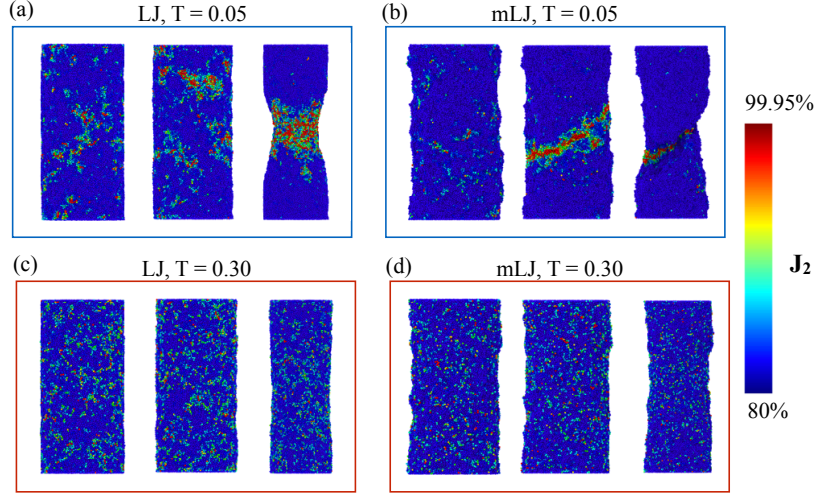 (a) LJ, T = 0.05
(b) mLJ, T = 0.05
99.95%
J₂
80%
(c) LJ, T = 0.30
(d) mLJ, T = 0.30